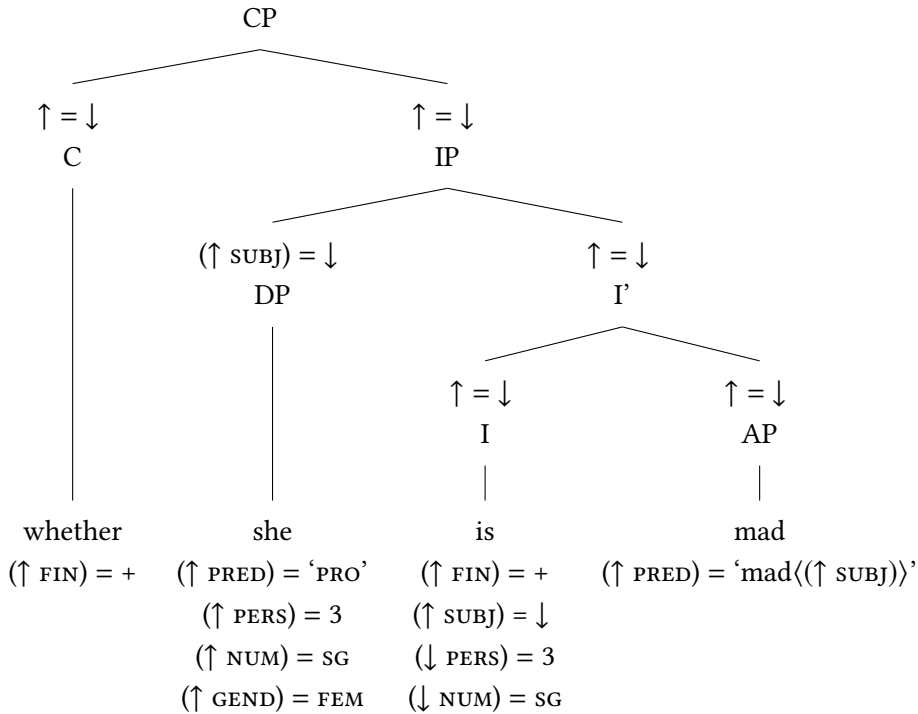 CP
↑ = ↓ ↑ = ↓
C IP
(↑ SUBJ) = ↓ ↑ = ↓
DP I’
↑ = ↓ ↑ = ↓
I AP
whether she is mad
(↑ FIN) = + (↑ PRED) = ‘PRO’ (↑ FIN) = + (↑ PRED) = ‘mad⟨(↑ SUBJ)⟩’
(↑ PERS) = 3 (↑ SUBJ) = ↓
(↑ NUM) = SG (↓ PERS) = 3
(↑ GEND) = FEM (↓ NUM) = SG